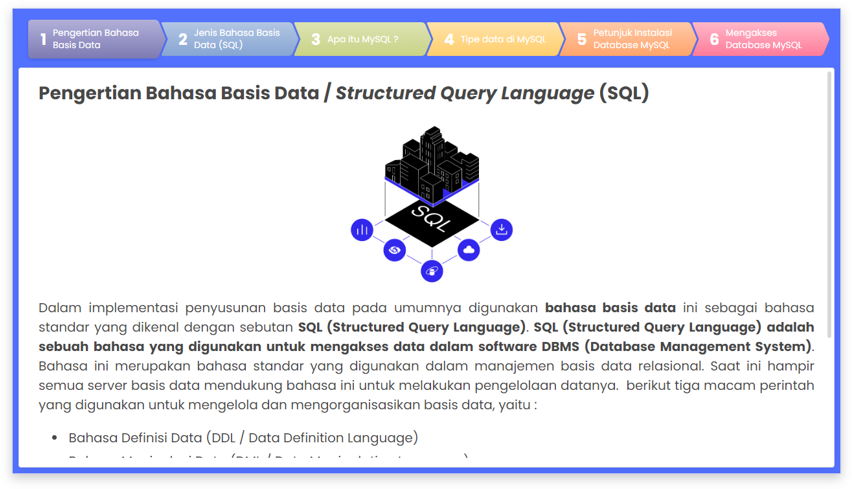 1 Pengertian Bahasa
Basis Data
2 Jenis Bahasa Basis
Data (SQL)
3 Apa itu MySQL ?
4 Tipe data di MySQL
5 Petunjuk Instalasi
Database MySQL
6 Mengakses
Database MySQL
Pengertian Bahasa Basis Data / Structured Query Language (SQL)
SQL
Dalam implementasi penyusunan basis data pada umumnya digunakan bahasa basis data ini sebagai bahasa
standar yang dikenal dengan sebutan SQL (Structured Query Language). SQL (Structured Query Language) adalah
sebuah bahasa yang digunakan untuk mengakses data dalam software DBMS (Database Management System).
Bahasa ini merupakan bahasa standar yang digunakan dalam manajemen basis data relasional. Saat ini hampir
semua server basis data mendukung bahasa ini untuk melakukan pengelolaan datanya. berikut tiga macam perintah
yang digunakan untuk mengelola dan mengorganisasikan basis data, yaitu :
• Bahasa Definisi Data (DDL / Data Definition Language)